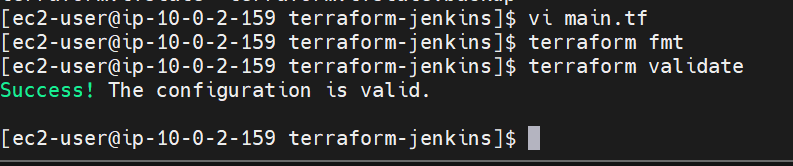 [ec2-user@ip-10-0-2-159 terraform-jenkins]$ vi main.tf
[ec2-user@ip-10-0-2-159 terraform-jenkins]$ terraform fmt
[ec2-user@ip-10-0-2-159 terraform-jenkins]$ terraform validate
Success! The configuration is valid.
[ec2-user@ip-10-0-2-159 terraform-jenkins]$